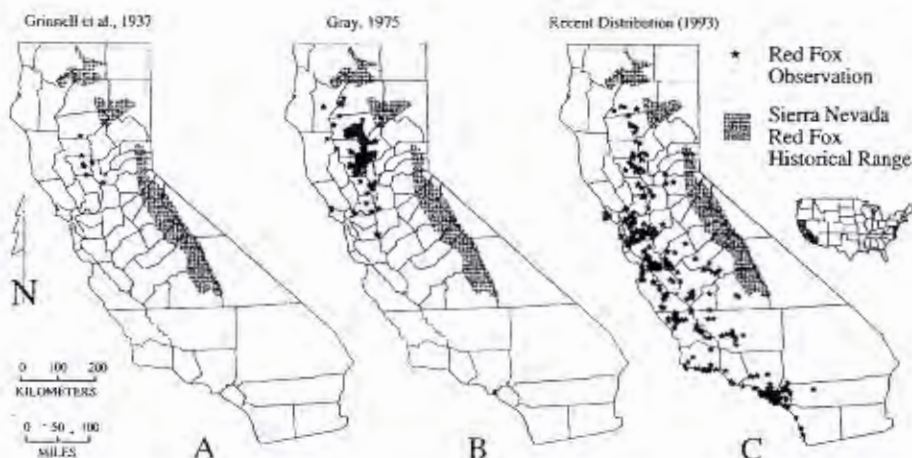 Grinnell et al., 1937
Gray, 1975
Recent Distribution (1993)
Red Fox
Observation
Sierra Nevada
Red Fox
Historical Range
N
0 100 200
KILOMETERS
0 50 100
MILES
A
B
C